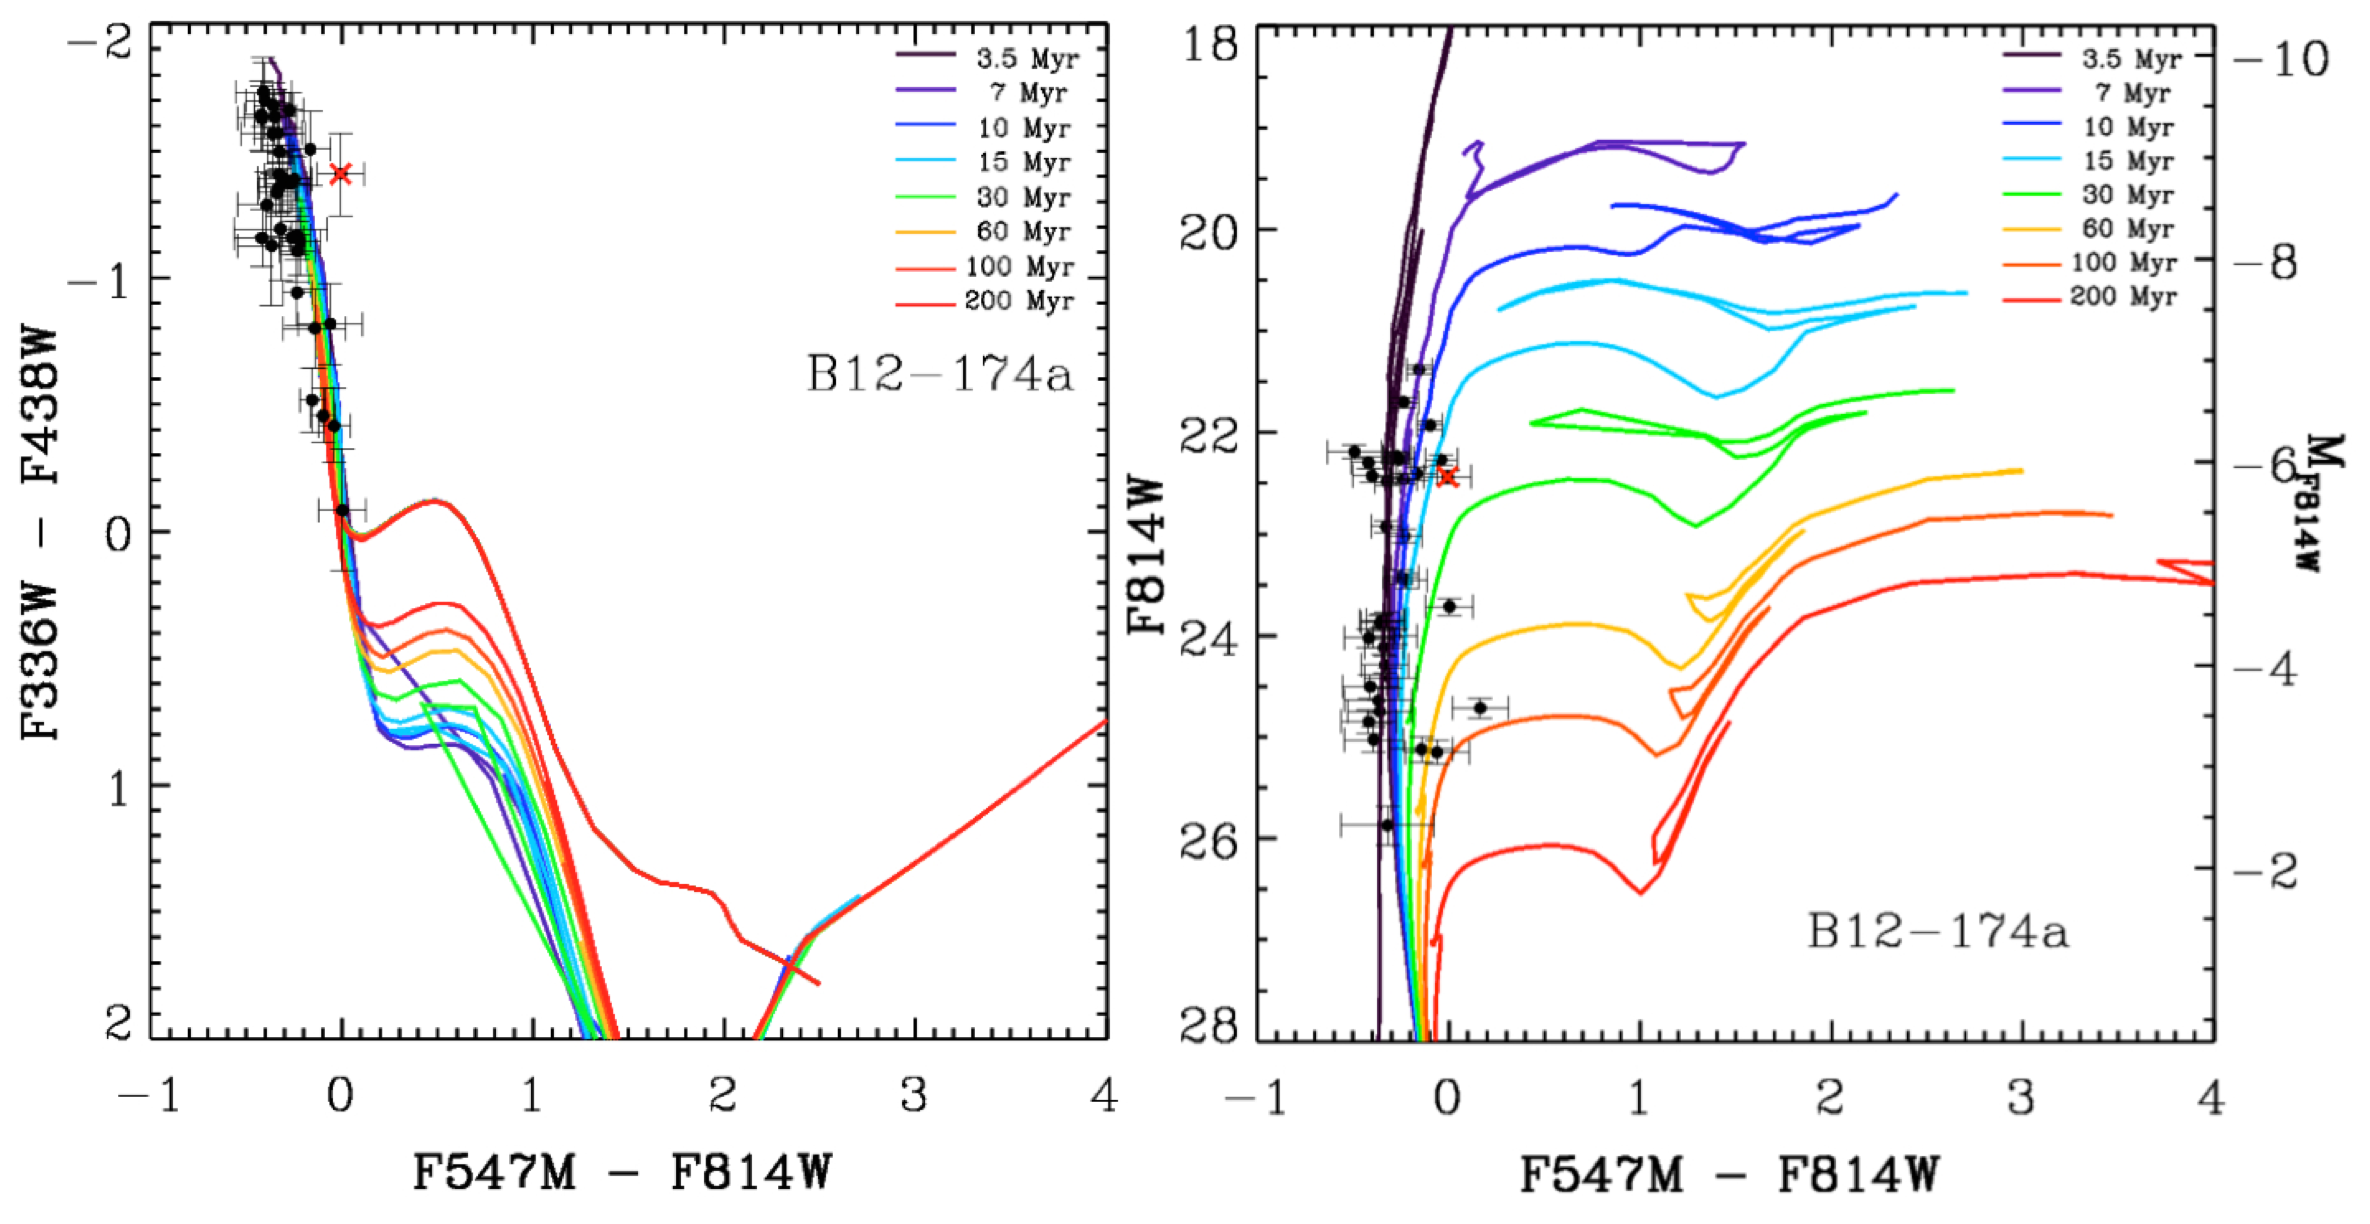 −2
−1
0
1
2
−1 0 1 2 3 4
F336W − F438W
F547M − F814W
3.5 Myr
7 Myr
10 Myr
15 Myr
30 Myr
60 Myr
100 Myr
200 Myr
B12−174a
18
20
22
24
26
28
−1 0 1 2 3 4
F814W
F547M − F814W
3.5 Myr
7 Myr
10 Myr
15 Myr
30 Myr
60 Myr
100 Myr
200 Myr
B12−174a
−10
−8
−6
−4
−2
MF814W